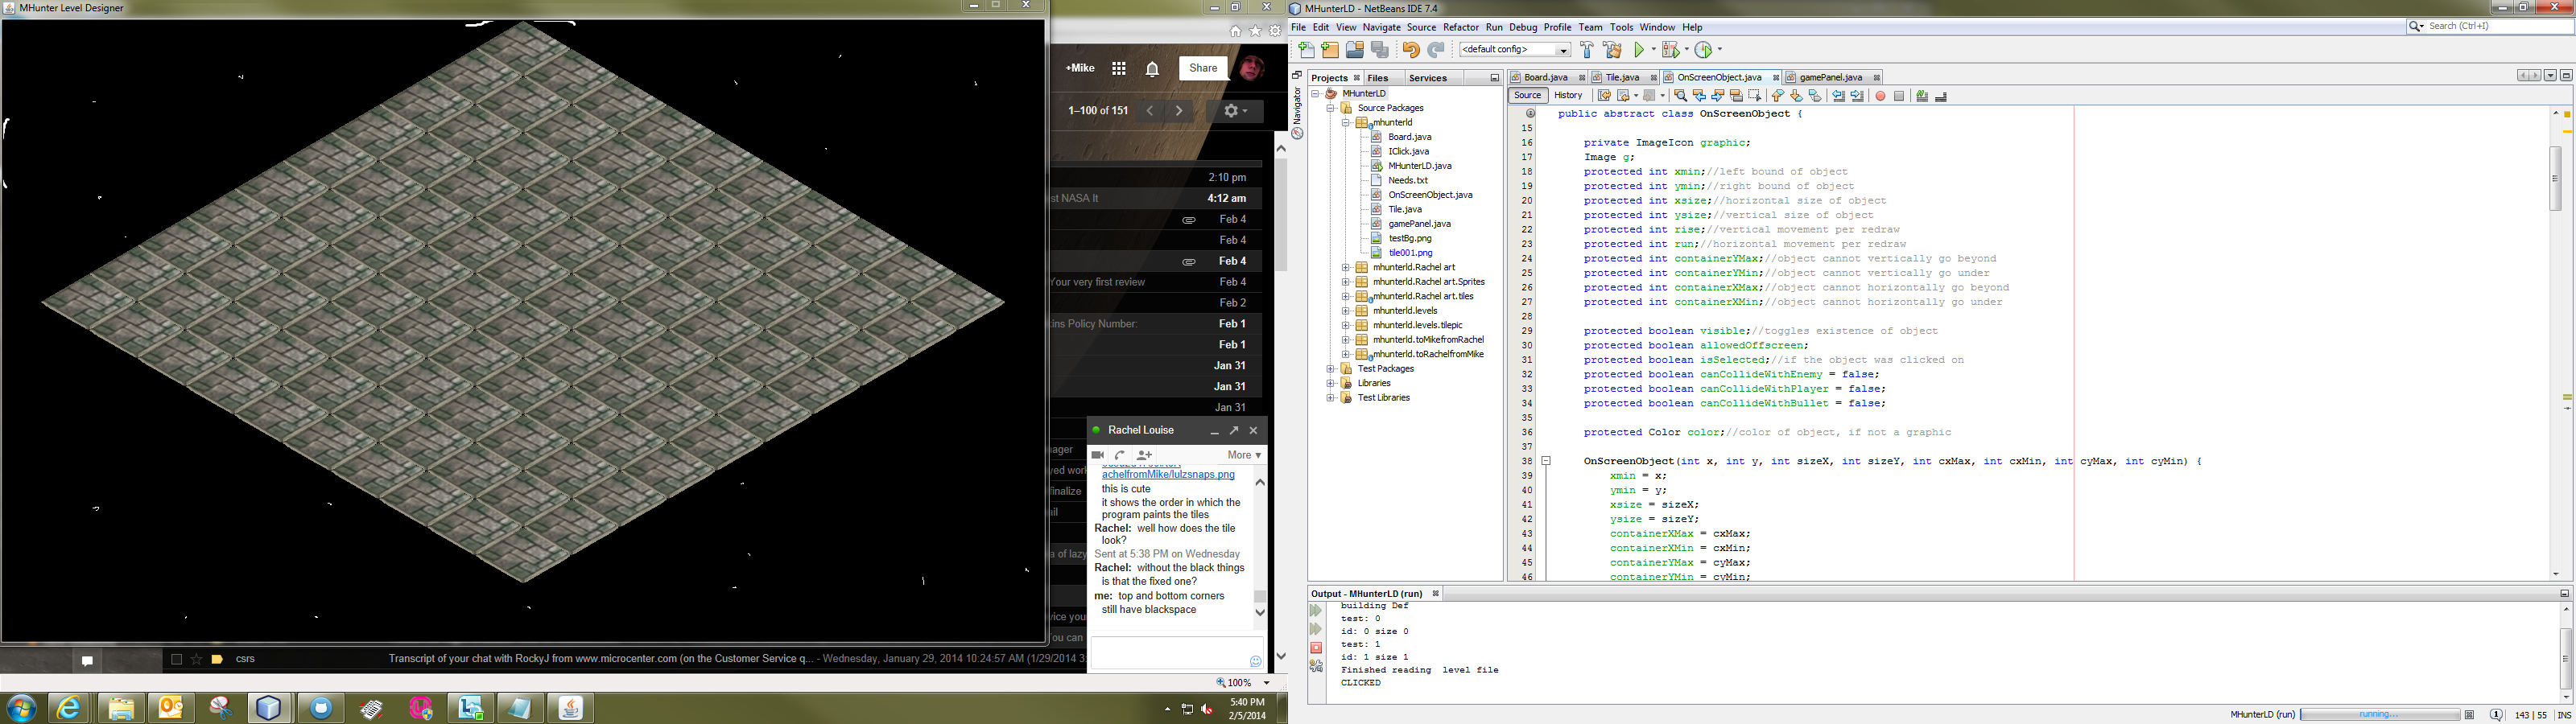 MHunter Level Designer
+Mike
Share
1–100 of 151
2:10 pm
st NASA It
4:12 am
Feb 4
Feb 4
Feb 4
Your very first review
Feb 4
Feb 2
ins Policy Number:
Feb 1
Feb 1
Jan 31
Jan 31
Jan 31
Rachel Louise
More
achelfromMike/lulzsnaps.png
this is cute
it shows the order in which the
program paints the tiles
Rachel: well how does the tile
look?
Sent at 5:38 PM on Wednesday
Rachel: without the black things
is that the fixed one?
me: top and bottom corners
still have blackspace
nager
yed work
finalize
ail
a of lazy
vice you
You can
csrs
Transcript of your chat with RockyJ from www.microcenter.com (on the Customer Service q... - Wednesday, January 29, 2014 10:24:57 AM (1/29/2014 3:
100%
5:40 PM
2/5/2014
MHunterLD - NetBeans IDE 7.4
File Edit View Navigate Source Refactor Run Debug Profile Team Tools Window Help
Search (Ctrl+I)
<default config>
Projects Files Services
Navigator
MHunterLD
Source Packages
mhunterld
Board.java
IClick.java
MHunterLD.java
Needs.txt
OnScreenObject.java
Tile.java
gamePanel.java
testBg.png
tile001.png
mhunterld.Rachel art
mhunterld.Rachel art.Sprites
mhunterld.Rachel art.tiles
mhunterld.levels
mhunterld.levels.tilepic
mhunterld.toMikefromRachel
mhunterld.toRachelfromMike
Test Packages
Libraries
Test Libraries
Board.java Tile.java OnScreenObject.java gamePanel.java
Source History
public abstract class OnScreenObject {
15
16 private ImageIcon graphic;
17 Image g;
18 protected int xmin;//left bound of object
19 protected int ymin;//right bound of object
20 protected int xsize;//horizontal size of object
21 protected int ysize;//vertical size of object
22 protected int rise;//vertical movement per redraw
23 protected int run;//horizontal movement per redraw
24 protected int containerYMax;//object cannot vertically go beyond
25 protected int containerYMin;//object cannot vertically go under
26 protected int containerXMax;//object cannot horizontally go beyond
27 protected int containerXMin;//object cannot horizontally go under
28
29 protected boolean visible;//toggles existence of object
30 protected boolean allowedOffscreen;
31 protected boolean isSelected;//if the object was clicked on
32 protected boolean canCollideWithEnemy = false;
33 protected boolean canCollideWithPlayer = false;
34 protected boolean canCollideWithBullet = false;
35
36 protected Color color;//color of object, if not a graphic
37
38 OnScreenObject(int x, int y, int sizeX, int sizeY, int cxMax, int cxMin, int cyMax, int cyMin) {
39 xmin = x;
40 ymin = y;
41 xsize = sizeX;
42 ysize = sizeY;
43 containerXMax = cxMax;
44 containerXMin = cxMin;
45 containerYMax = cyMax;
46 containerYMin = cyMin;
Output - MHunterLD (run)
building Def
test: 0
id: 0 size 0
test: 1
id: 1 size 1
Finished reading  level file
CLICKED
MHunterLD (run)
running...
143 | 55
INS